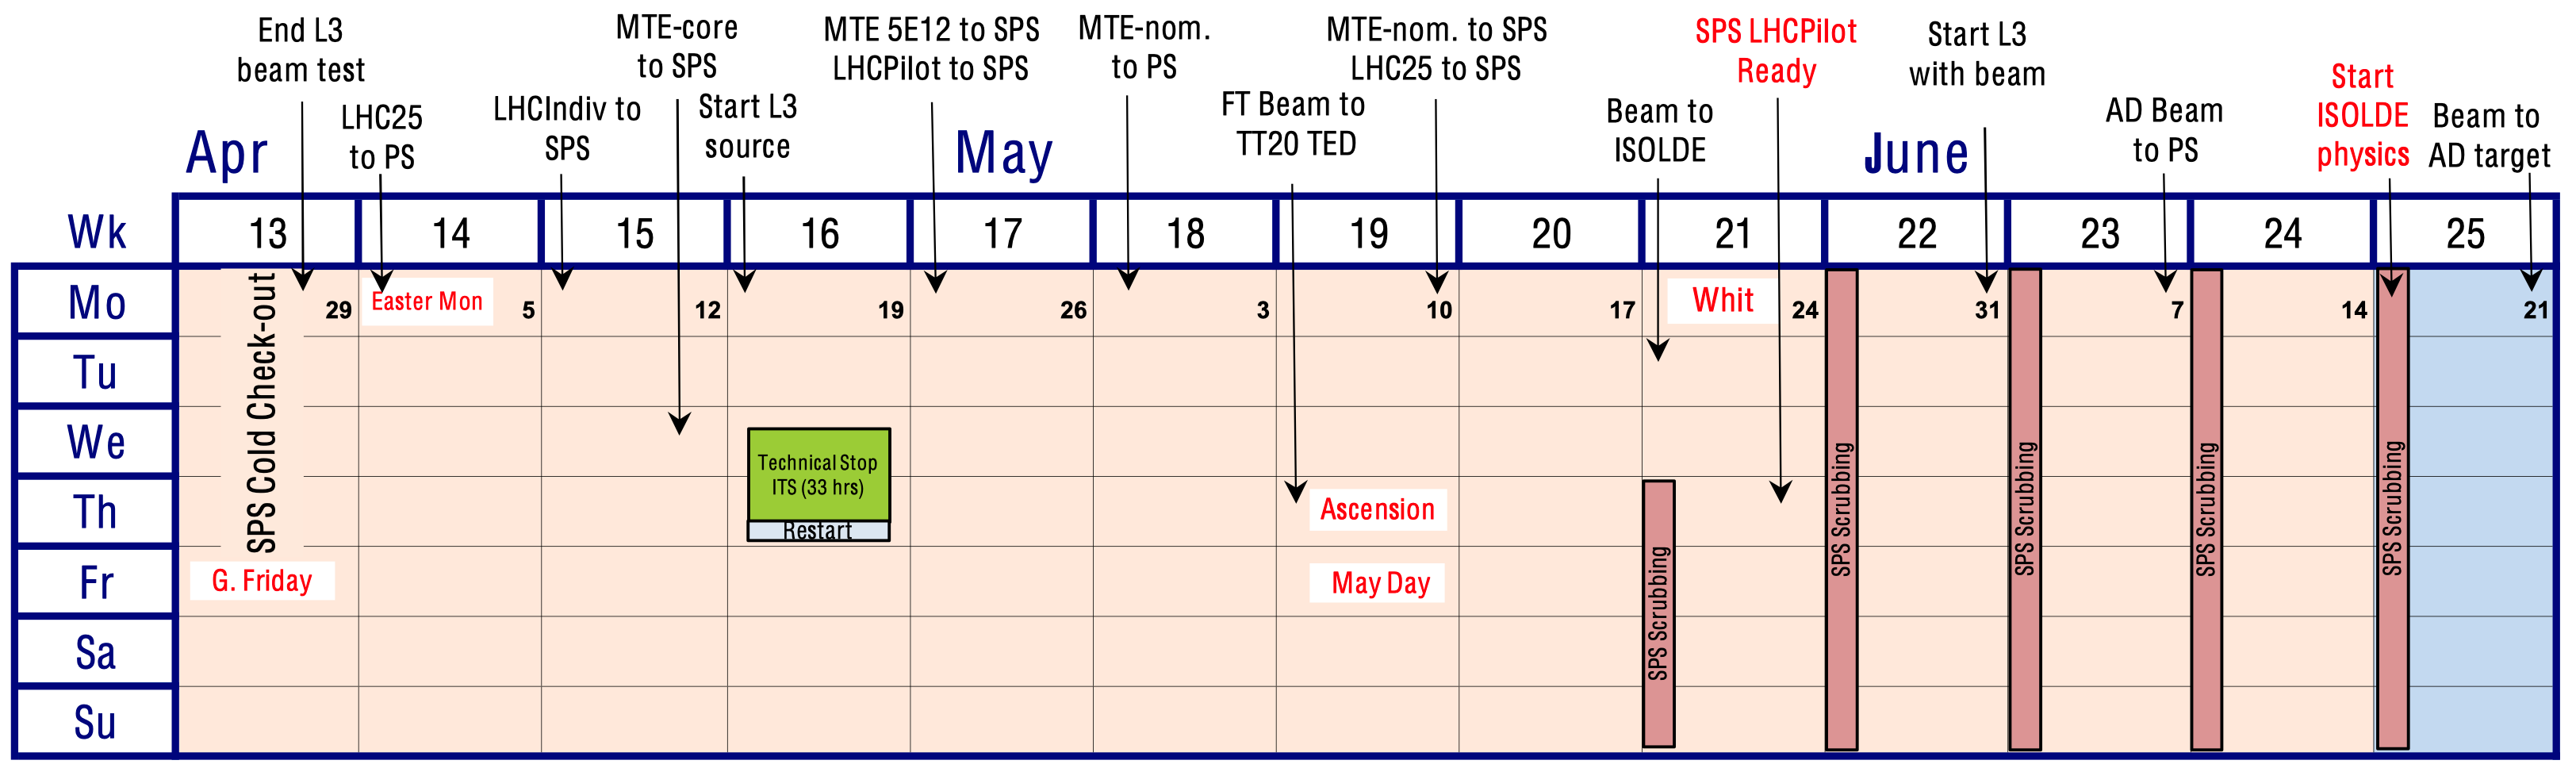 End L3
beam test
LHC25
to PS
LHCIndiv to
SPS
MTE-core
to SPS
Start L3
source
MTE 5E12 to SPS
LHCPilot to SPS
MTE-nom.
to PS
FT Beam to
TT20 TED
MTE-nom. to SPS
LHC25 to SPS
Beam to
ISOLDE
SPS LHCPilot
Ready
Start L3
with beam
AD Beam
to PS
Start
ISOLDE
physics
Beam to
AD target
Apr May June
Wk 13 14 15 16 17 18 19 20 21 22 23 24 25
Mo 29 Easter Mon 5 12 19 26 3 10 17 Whit 24 31 7 14 21
Tu
We
Technical Stop
ITS (33 hrs)
Th Ascension
Restart
Fr G. Friday May Day
Sa
Su
SPS Cold Check-out
SPS Scrubbing
SPS Scrubbing
SPS Scrubbing
SPS Scrubbing
SPS Scrubbing